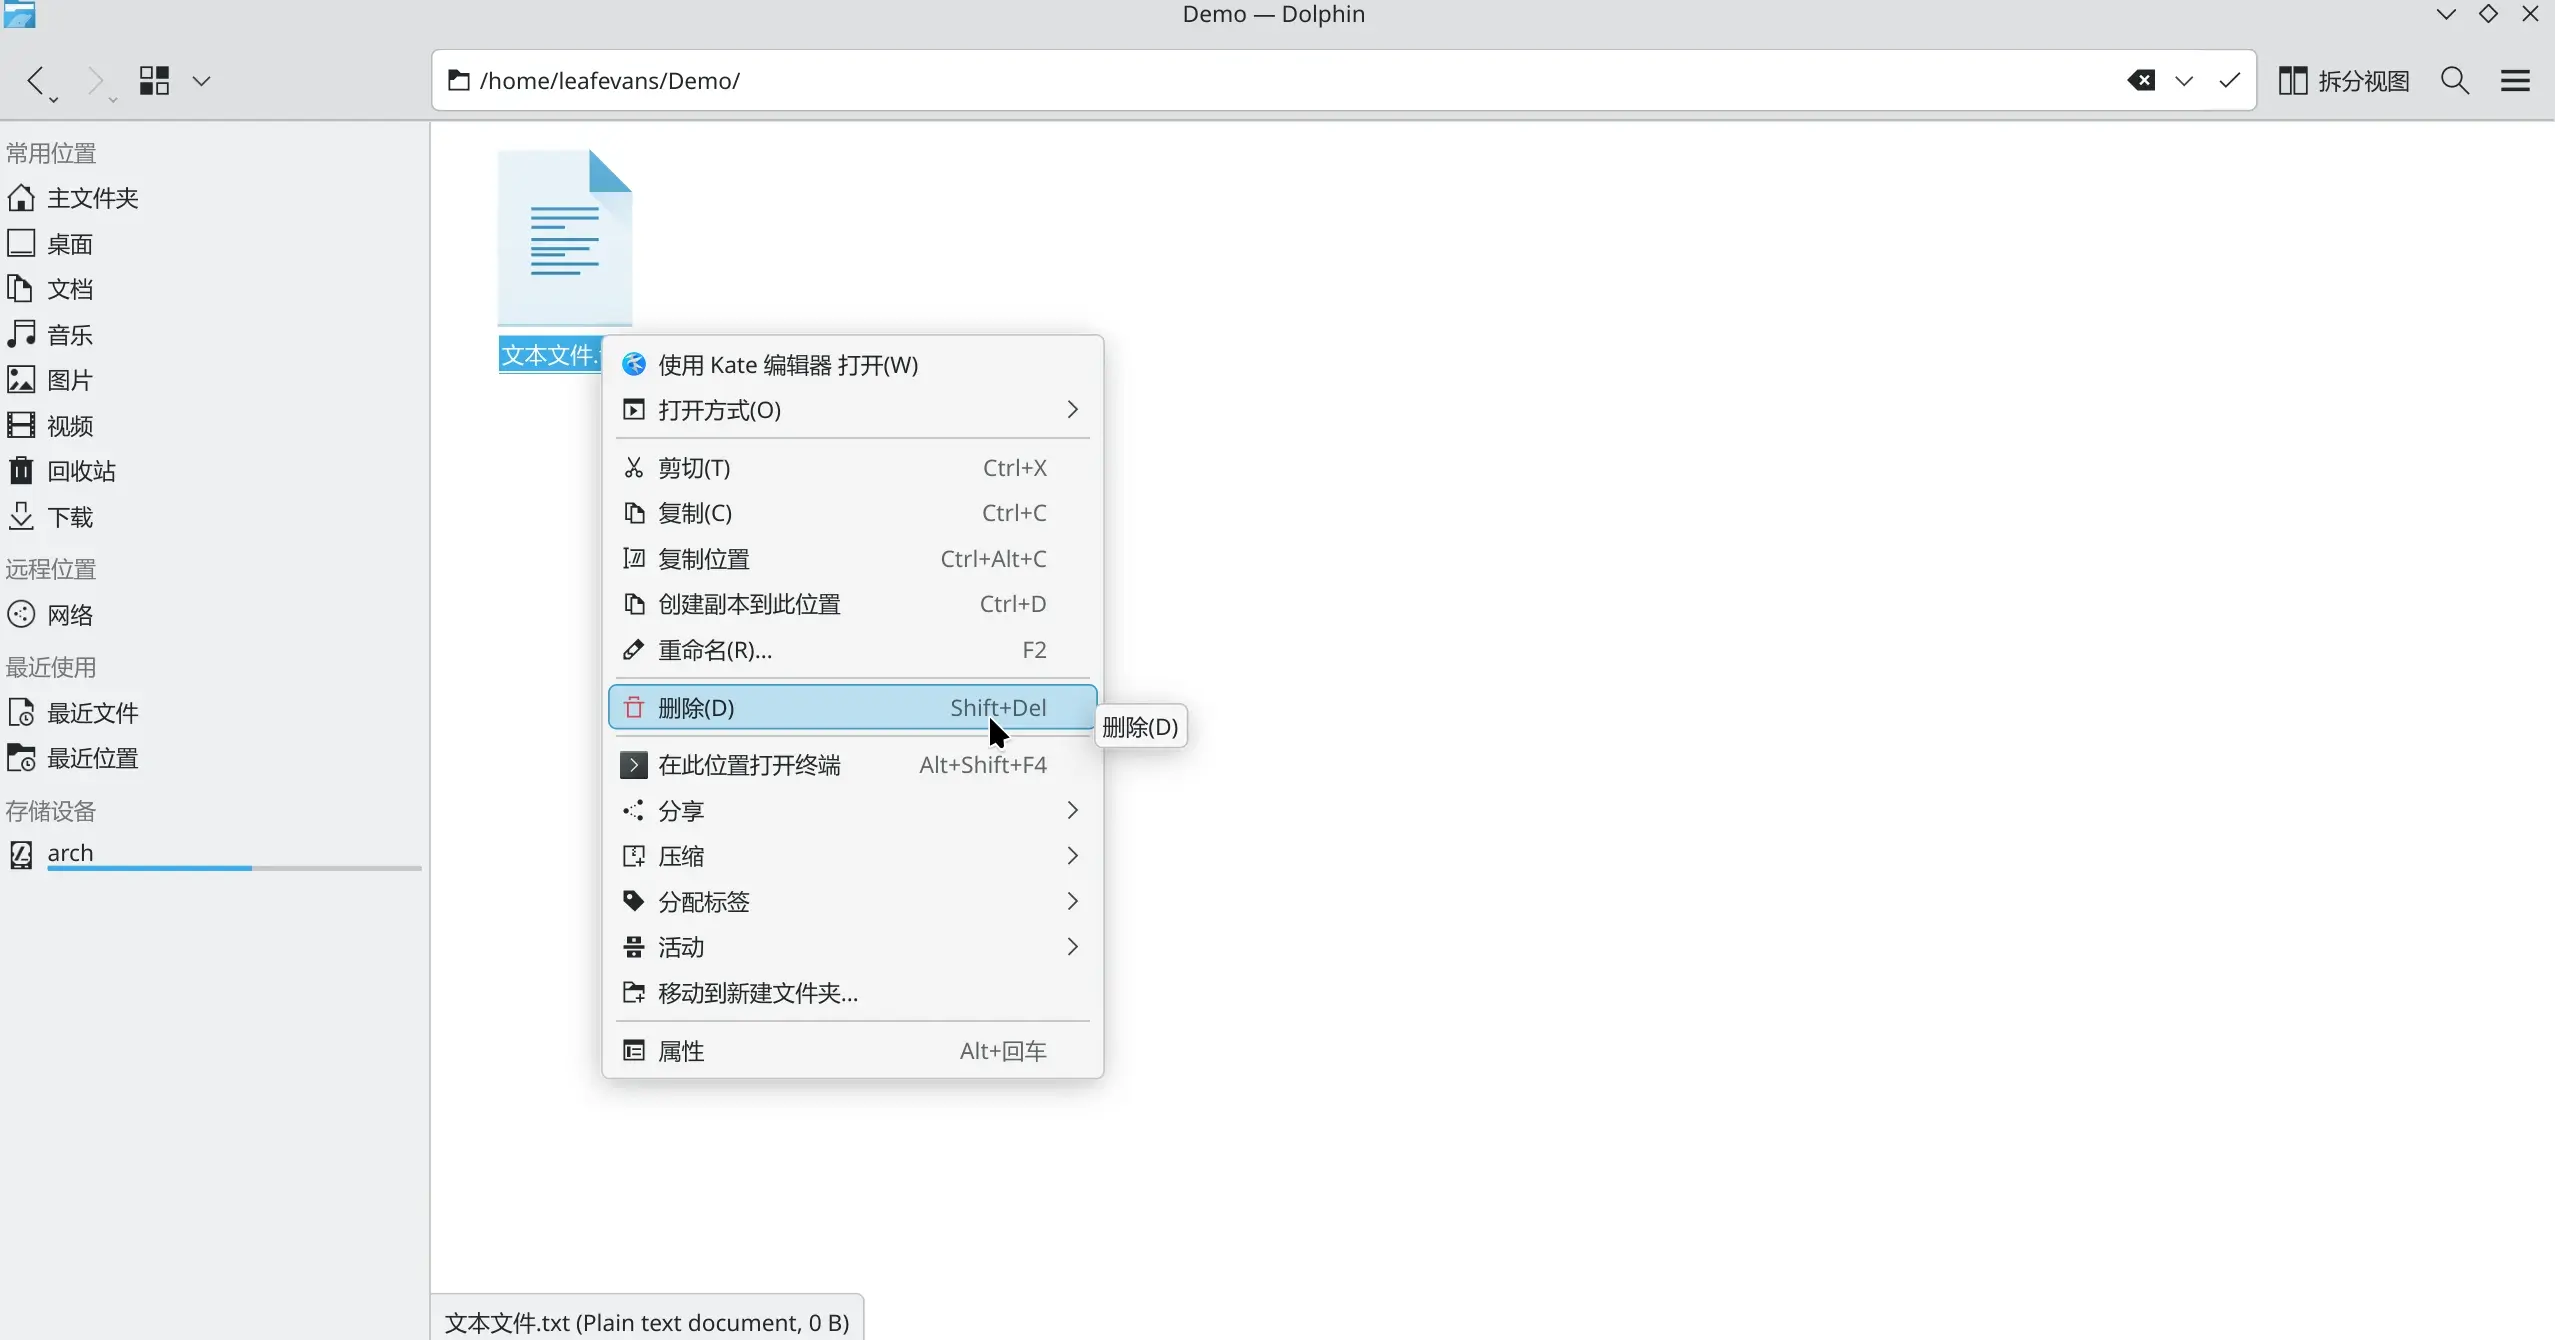 Demo — Dolphin
/home/leafevans/Demo/
拆分视图
常用位置
主文件夹
桌面
文档
音乐
图片
视频
回收站
下载
远程位置
网络
最近使用
最近文件
最近位置
存储设备
arch
文本文件.
使用 Kate 编辑器 打开(W)
打开方式(O)
剪切(T) Ctrl+X
复制(C) Ctrl+C
复制位置 Ctrl+Alt+C
创建副本到此位置 Ctrl+D
重命名(R)... F2
删除(D) Shift+Del
删除(D)
在此位置打开终端 Alt+Shift+F4
分享
压缩
分配标签
活动
移动到新建文件夹...
属性 Alt+回车
文本文件.txt (Plain text document, 0 B)